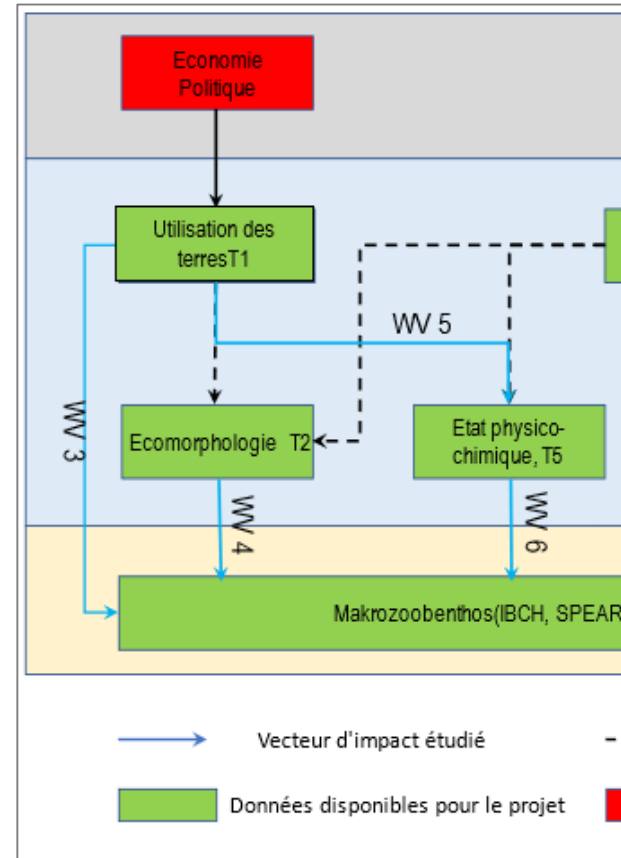 Economie
Politique
Utilisation des
terresT1
WV 5
WV 3
Ecomorphologie T2
Etat physico-
chimique, T5
WV 4
WV 6
Makrozoobenthos(IBCH, SPEAR
Vecteur d'impact étudié
Données disponibles pour le projet